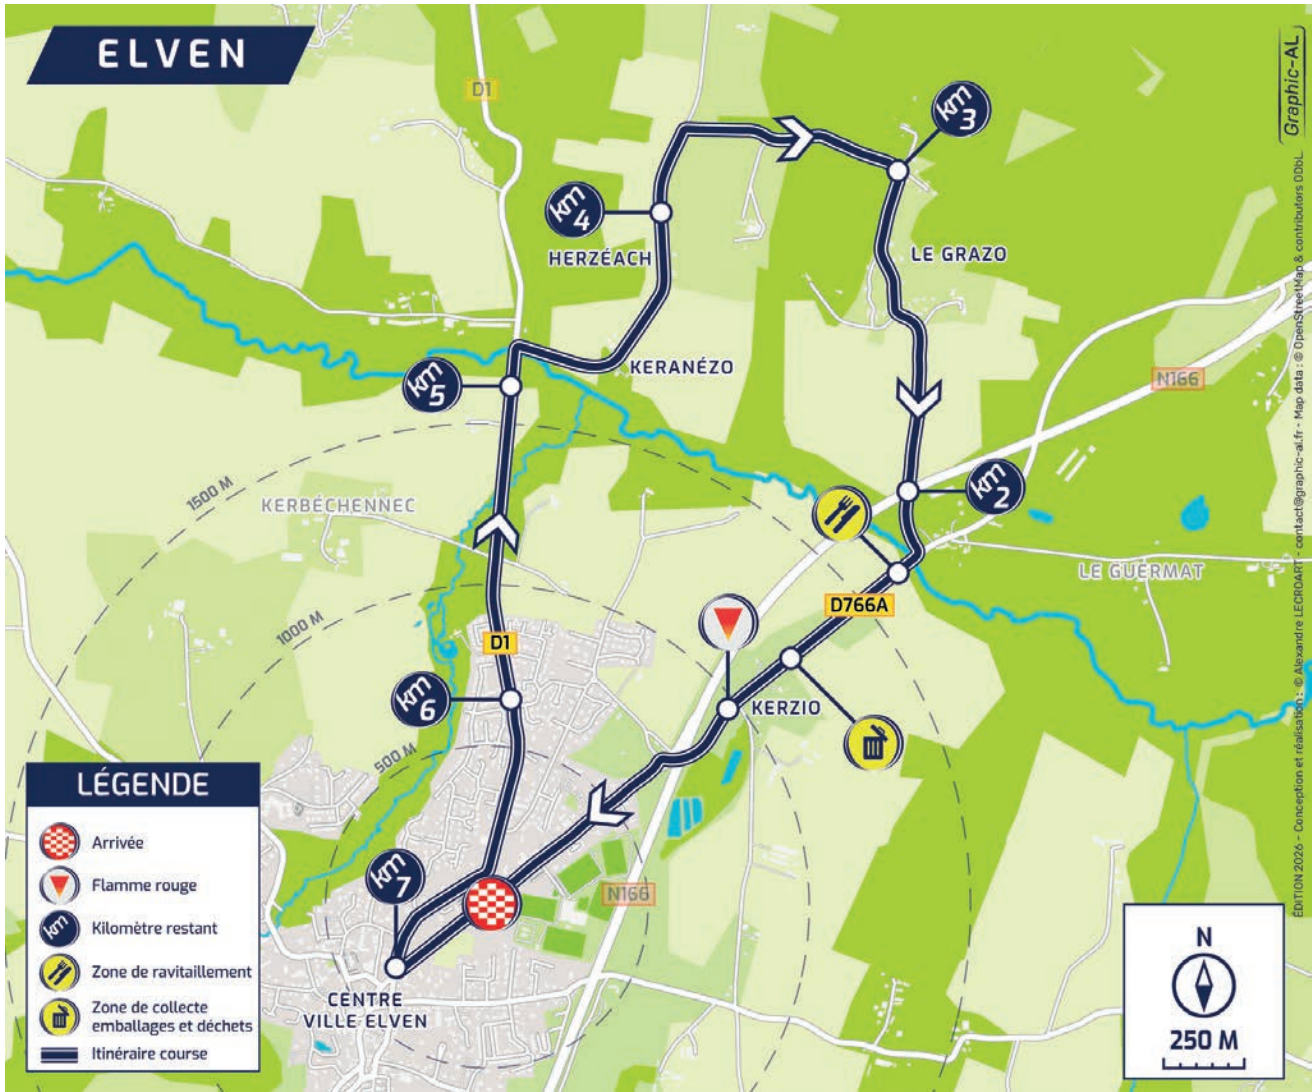 ELVEN
D1
km
3
km
4
HERZÉACH
LE GRAZO
KERANÉZO
km
5
N166
1500 M
KERBÉCHENNEC
km
2
LE GUERMAT
1000 M
D766A
D1
km
6
KERZIO
500 M
km
7
N166
CENTRE
VILLE ELVEN
LÉGENDE
Arrivée
Flamme rouge
km
Kilomètre restant
Zone de ravitaillement
Zone de collecte
emballages et déchets
Itinéraire course
N
250 M
Graphic-AL
ÉDITION 2026 - Conception et réalisation : © Alexandre LECROART - contact@graphic-al.fr - Map data : © OpenStreetMap & contributors ODbL.